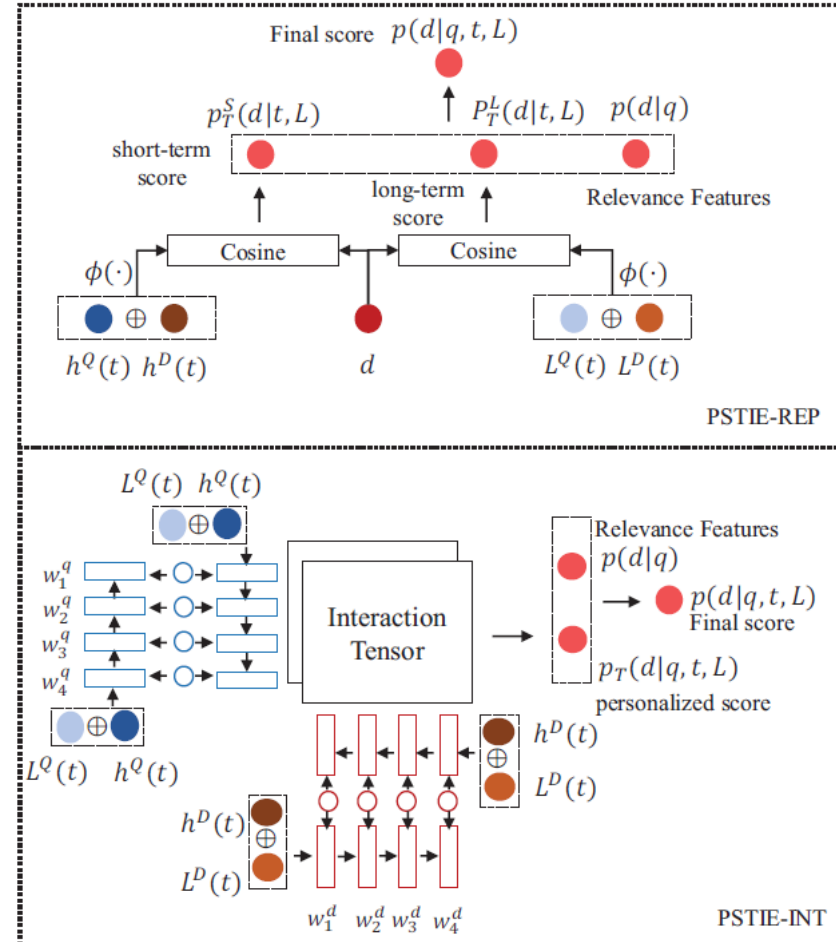 Final score p(d|q, t, L)
p_T^S(d|t, L) P_T^L(d|t, L) p(d|q)
short-term
score
long-term
score
Relevance Features
Cosine Cosine
ϕ(·) ϕ(·)
⊕ ⊕
h^Q(t) h^D(t) d L^Q(t) L^D(t)
PSTIE-REP
L^Q(t) h^Q(t)
⊕
w_1^q
w_2^q
w_3^q
w_4^q
⊕
L^Q(t) h^Q(t)
Interaction
Tensor
Relevance Features
p(d|q)
p(d|q, t, L)
Final score
p_T(d|q, t, L)
personalized score
h^D(t)
⊕
L^D(t)
h^D(t)
⊕
L^D(t)
w_1^d w_2^d w_3^d w_4^d
PSTIE-INT